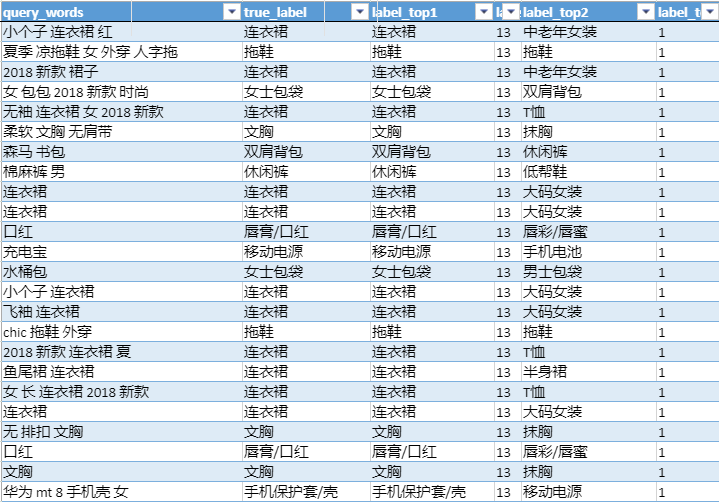 query_words true_label label_top1 la label_top2 label_t
小个子 连衣裙 红 连衣裙 连衣裙 13 中老年女装 1
夏季 凉拖鞋 女 外穿 人字拖 拖鞋 拖鞋 13 拖鞋 1
2018 新款 裙子 连衣裙 连衣裙 13 中老年女装 1
女 包包 2018 新款 时尚 女士包袋 女士包袋 13 双肩背包 1
无袖 连衣裙 女 2018 新款 连衣裙 连衣裙 13 T恤 1
柔软 文胸 无肩带 文胸 文胸 13 抹胸 1
森马 书包 双肩背包 双肩背包 13 休闲裤 1
棉麻裤 男 休闲裤 休闲裤 13 低帮鞋 1
连衣裙 连衣裙 连衣裙 13 大码女装 1
连衣裙 连衣裙 连衣裙 13 大码女装 1
口红 唇膏/口红 唇膏/口红 13 唇彩/唇蜜 1
充电宝 移动电源 移动电源 13 手机电池 1
水桶包 女士包袋 女士包袋 13 男士包袋 1
小个子 连衣裙 连衣裙 连衣裙 13 大码女装 1
飞袖 连衣裙 连衣裙 连衣裙 13 大码女装 1
chic 拖鞋 外穿 拖鞋 拖鞋 13 拖鞋 1
2018 新款 连衣裙 夏 连衣裙 连衣裙 13 T恤 1
鱼尾裙 连衣裙 连衣裙 连衣裙 13 半身裙 1
女 长 连衣裙 2018 新款 连衣裙 连衣裙 13 T恤 1
连衣裙 连衣裙 连衣裙 13 大码女装 1
无 排扣 文胸 文胸 文胸 13 抹胸 1
口红 唇膏/口红 唇膏/口红 13 唇彩/唇蜜 1
文胸 文胸 文胸 13 抹胸 1
华为 mt 8 手机壳 女 手机保护套/壳 手机保护套/壳 13 移动电源 1